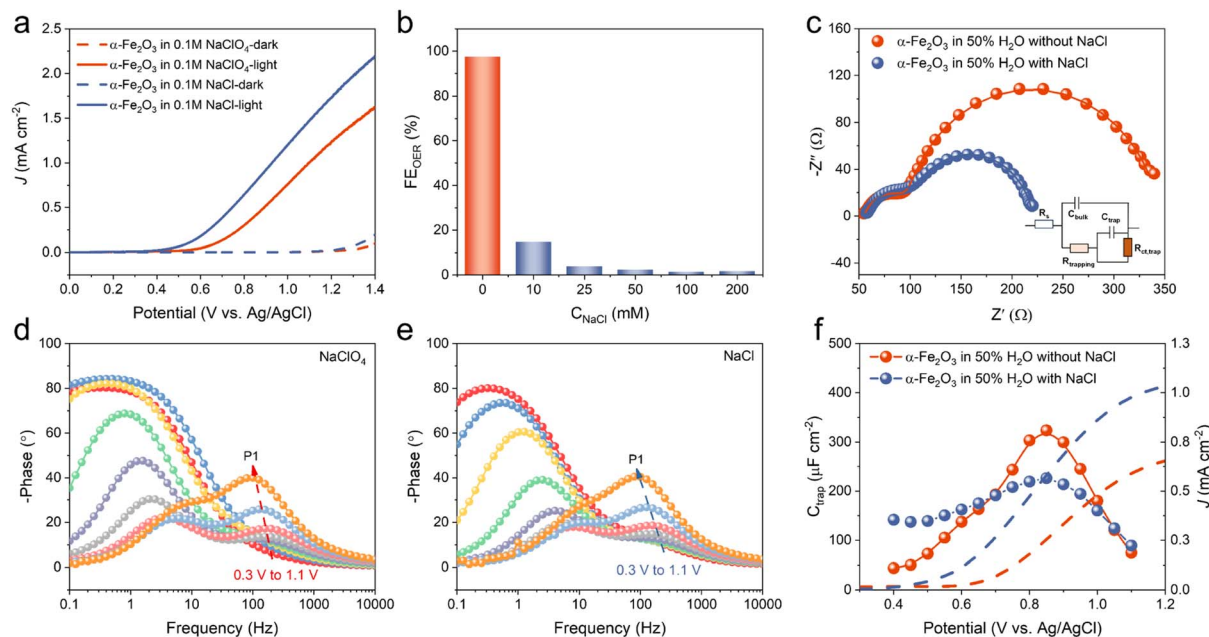 a
2.5
2.0
1.5
1.0
0.5
0.0
J (mA cm⁻²)
α-Fe₂O₃ in 0.1M NaClO₄-dark
α-Fe₂O₃ in 0.1M NaClO₄-light
α-Fe₂O₃ in 0.1M NaCl-dark
α-Fe₂O₃ in 0.1M NaCl-light
0.0 0.2 0.4 0.6 0.8 1.0 1.2 1.4
Potential (V vs. Ag/AgCl)
b
100
80
60
40
20
0
FE_OER (%)
0 10 25 50 100 200
C_NaCl (mM)
c
160
120
80
40
0
-40
-Z″ (Ω)
α-Fe₂O₃ in 50% H₂O without NaCl
α-Fe₂O₃ in 50% H₂O with NaCl
R_s
C_bulk
C_trap
R_trapping
R_ct,trap
50 100 150 200 250 300 350
Z′ (Ω)
d
100
80
60
40
20
0
-Phase (°)
NaClO₄
P1
0.3 V to 1.1 V
0.1 1 10 100 1000 10000
Frequency (Hz)
e
100
80
60
40
20
0
-Phase (°)
NaCl
P1
0.3 V to 1.1 V
0.1 1 10 100 1000 10000
Frequency (Hz)
f
500
400
300
200
100
0
C_trap (μF cm⁻²)
α-Fe₂O₃ in 50% H₂O without NaCl
α-Fe₂O₃ in 50% H₂O with NaCl
1.3
1.0
0.8
0.5
0.2
0.0
J (mA cm⁻²)
0.4 0.6 0.8 1.0 1.2
Potential (V vs. Ag/AgCl)